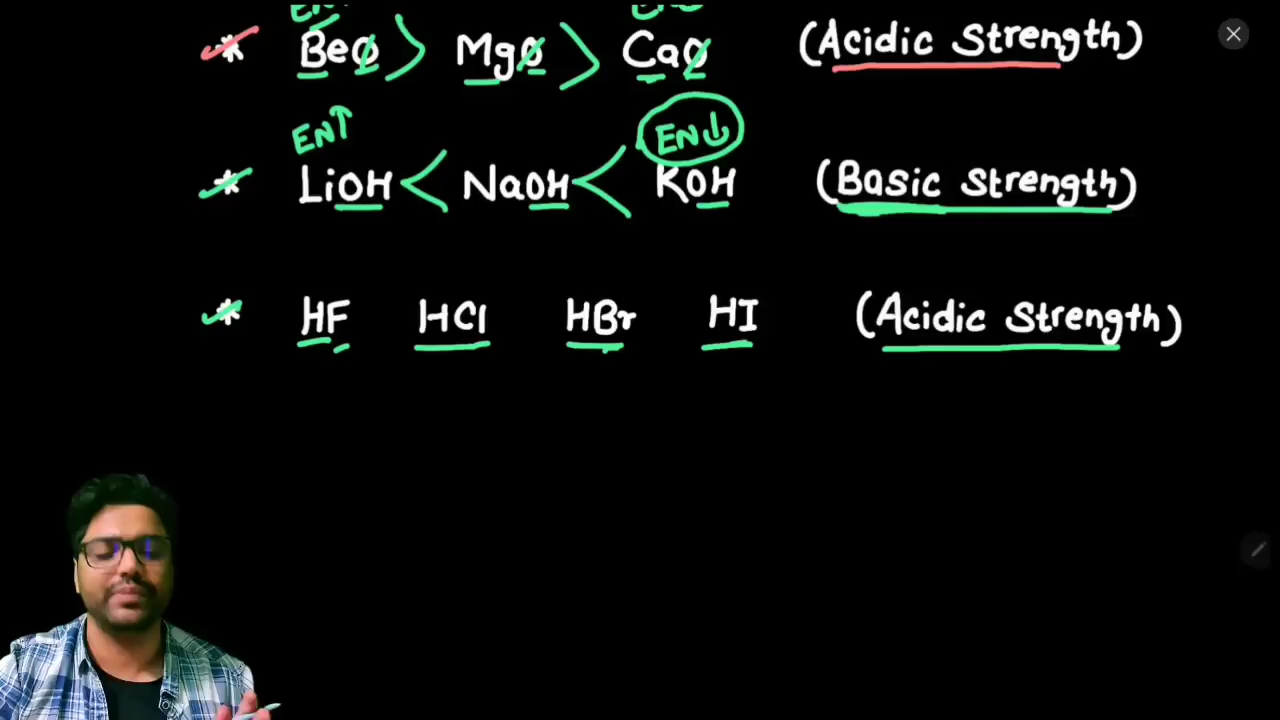 * BeO > MgO > CaO (Acidic Strength)
EN↑ EN↓
* LiOH < NaOH < KOH (Basic Strength)
* HF HCl HBr HI (Acidic Strength)